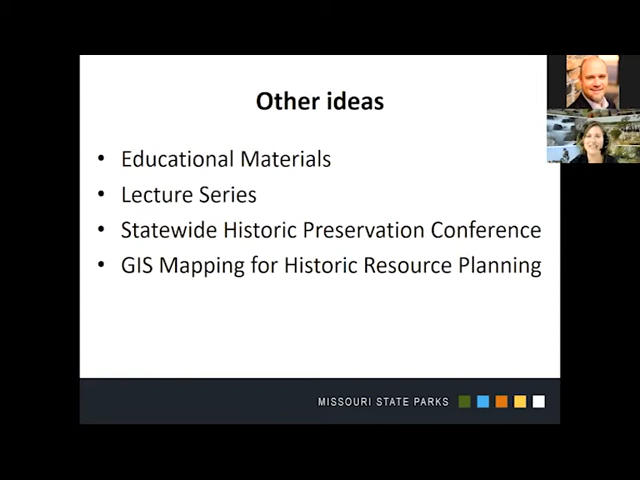 Other ideas
• Educational Materials
• Lecture Series
• Statewide Historic Preservation Conference
• GIS Mapping for Historic Resource Planning
MISSOURI STATE PARKS